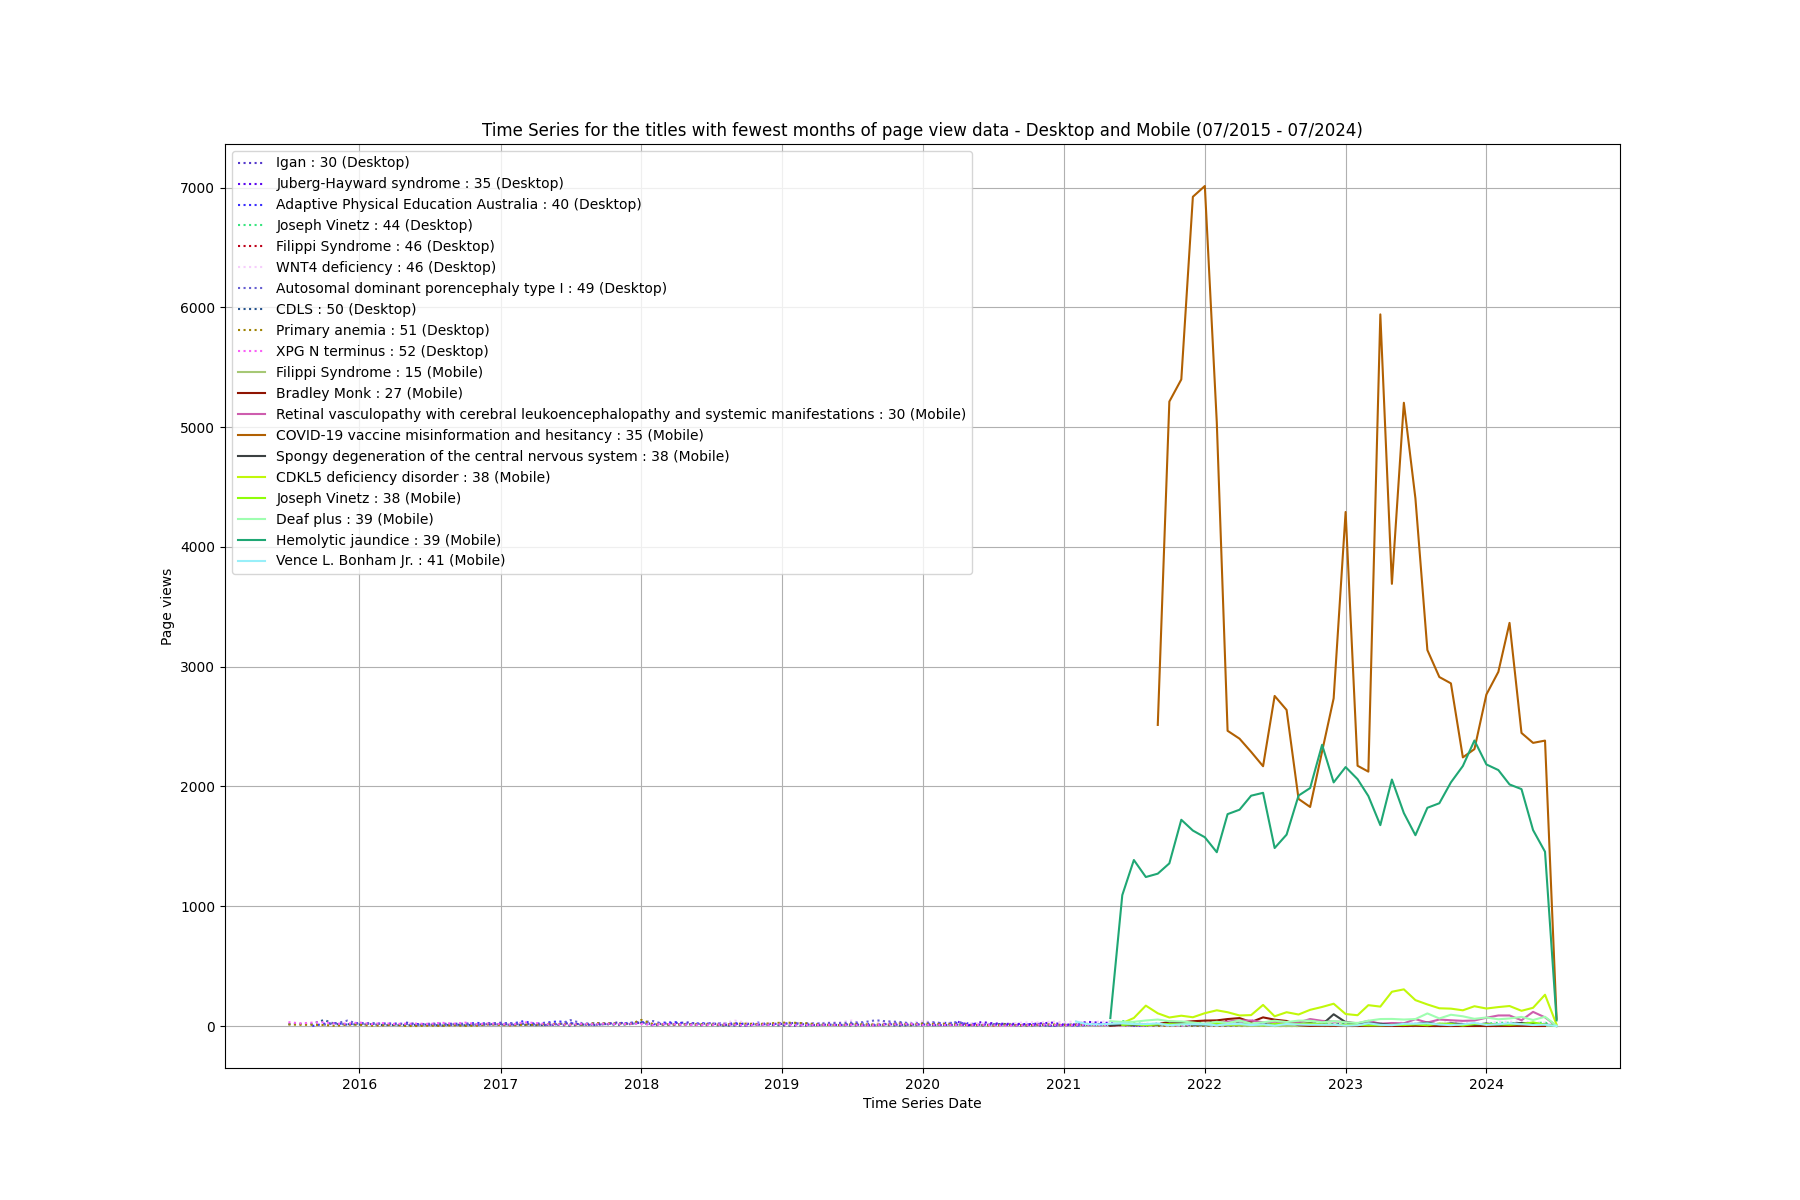 Time Series for the titles with fewest months of page view data - Desktop and Mobile (07/2015 - 07/2024)
Igan : 30 (Desktop)
Juberg-Hayward syndrome : 35 (Desktop)
Adaptive Physical Education Australia : 40 (Desktop)
Joseph Vinetz : 44 (Desktop)
Filippi Syndrome : 46 (Desktop)
WNT4 deficiency : 46 (Desktop)
Autosomal dominant porencephaly type I : 49 (Desktop)
CDLS : 50 (Desktop)
Primary anemia : 51 (Desktop)
XPG N terminus : 52 (Desktop)
Filippi Syndrome : 15 (Mobile)
Bradley Monk : 27 (Mobile)
Retinal vasculopathy with cerebral leukoencephalopathy and systemic manifestations : 30 (Mobile)
COVID-19 vaccine misinformation and hesitancy : 35 (Mobile)
Spongy degeneration of the central nervous system : 38 (Mobile)
CDKL5 deficiency disorder : 38 (Mobile)
Joseph Vinetz : 38 (Mobile)
Deaf plus : 39 (Mobile)
Hemolytic jaundice : 39 (Mobile)
Vence L. Bonham Jr. : 41 (Mobile)
Page views
7000
6000
5000
4000
3000
2000
1000
0
2016 2017 2018 2019 2020 2021 2022 2023 2024
Time Series Date